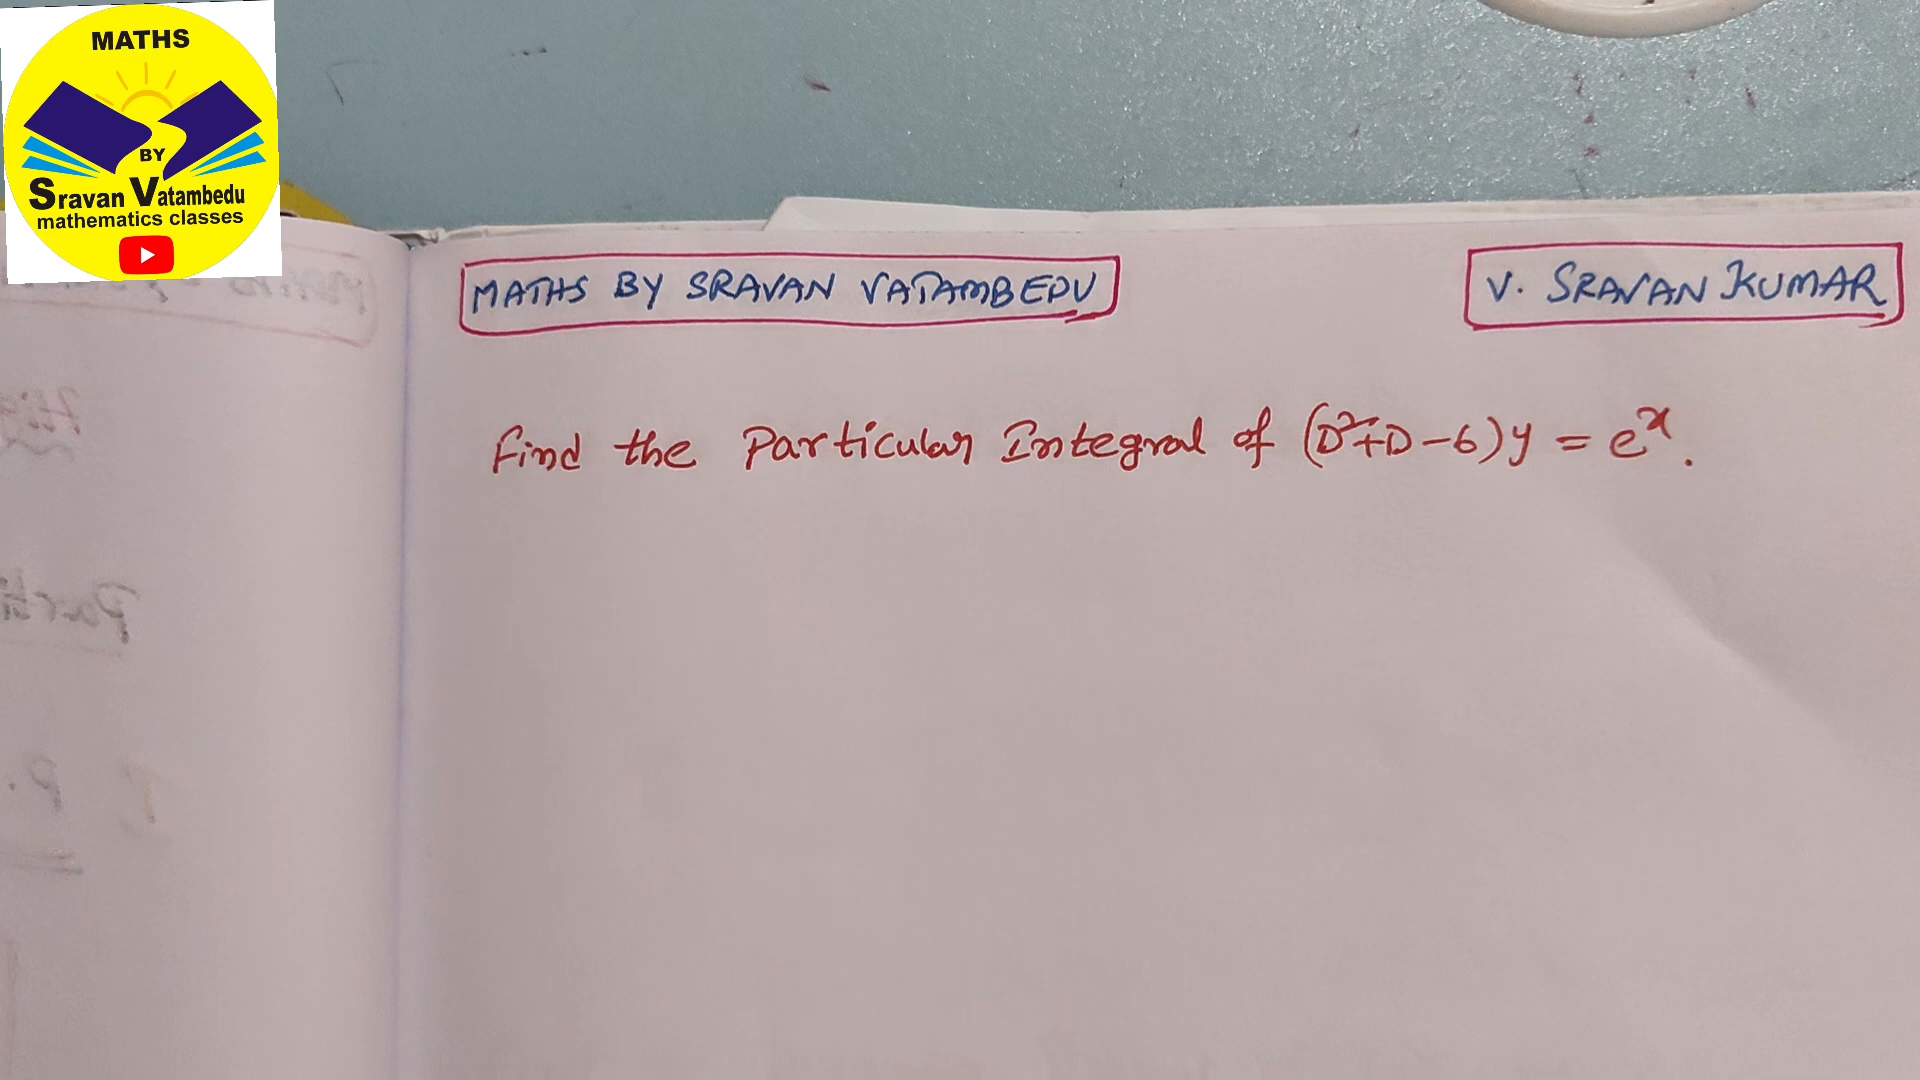 MATHS
BY
Sravan Vatambedu
mathematics classes
MATHS BY SRAVAN VATAMBEDU
V. SRAVAN KUMAR
Find the Particular Integral of (D²+D-6)y = eˣ.